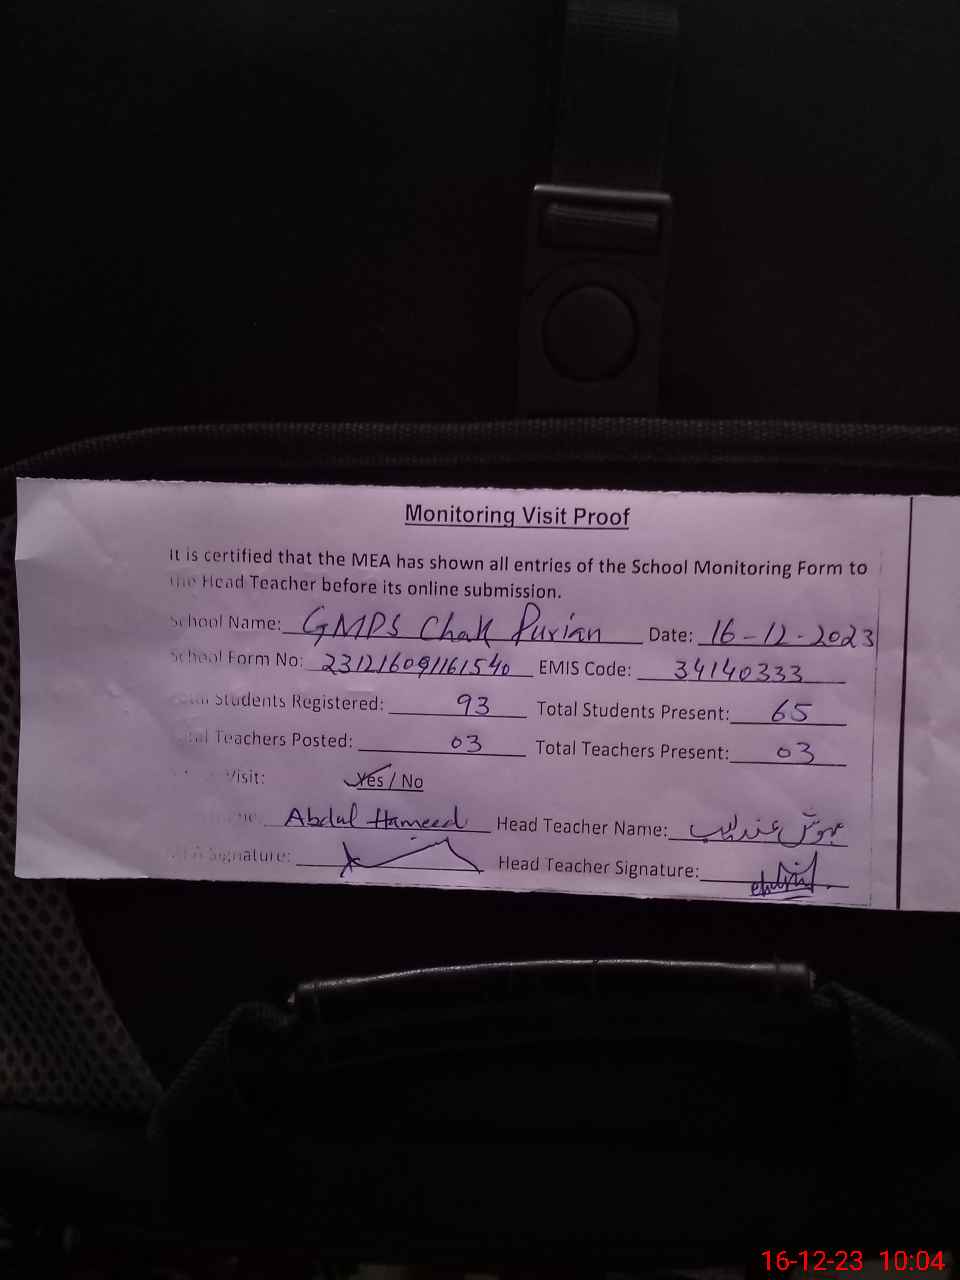 Monitoring Visit Proof
It is certified that the MEA has shown all entries of the School Monitoring Form to
the Head Teacher before its online submission.
School Name: GMPS Chak Purian Date: 16-12-2023
School Form No: 231216091161540 EMIS Code: 34140333
Total Students Registered: 93 Total Students Present: 65
Total Teachers Posted: 03 Total Teachers Present: 03
Visit: Yes / No
Abdul Hameed Head Teacher Name: عندلیب
MEA Signature: Head Teacher Signature:
16-12-23 10:04